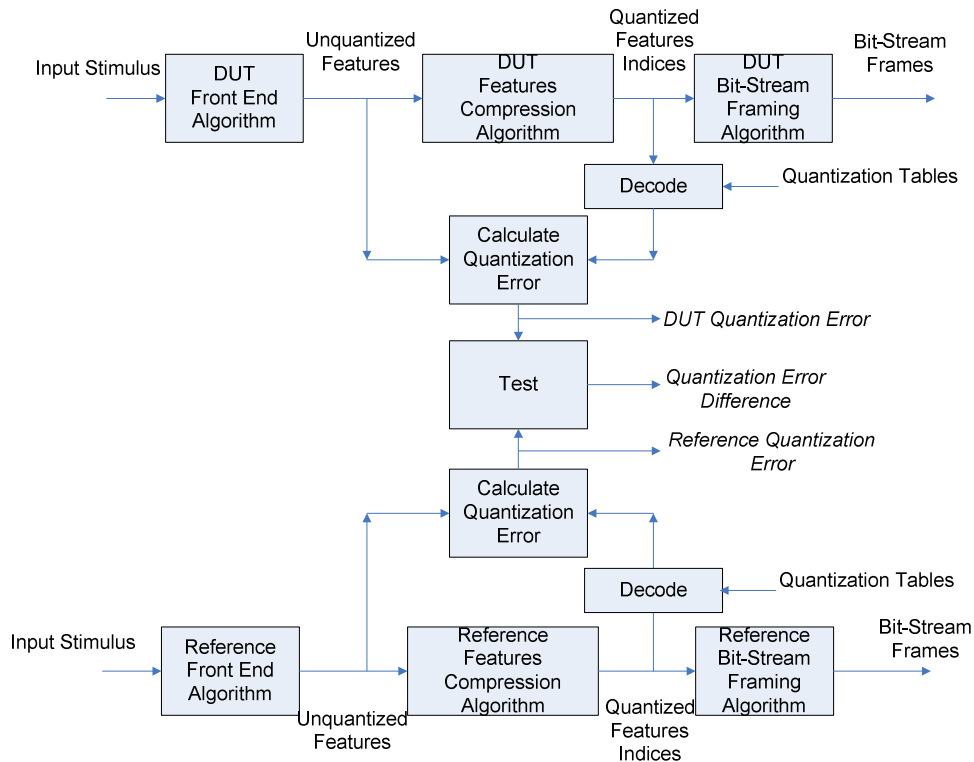 Input Stimulus
DUT
Front End
Algorithm
Unquantized
Features
DUT
Features
Compression
Algorithm
Quantized
Features
Indices
DUT
Bit-Stream
Framing
Algorithm
Bit-Stream
Frames
Decode
Quantization Tables
Calculate
Quantization
Error
DUT Quantization Error
Test
Quantization Error
Difference
Reference Quantization
Error
Calculate
Quantization
Error
Decode
Quantization Tables
Input Stimulus
Reference
Front End
Algorithm
Unquantized
Features
Reference
Features
Compression
Algorithm
Quantized
Features
Indices
Reference
Bit-Stream
Framing
Algorithm
Bit-Stream
Frames